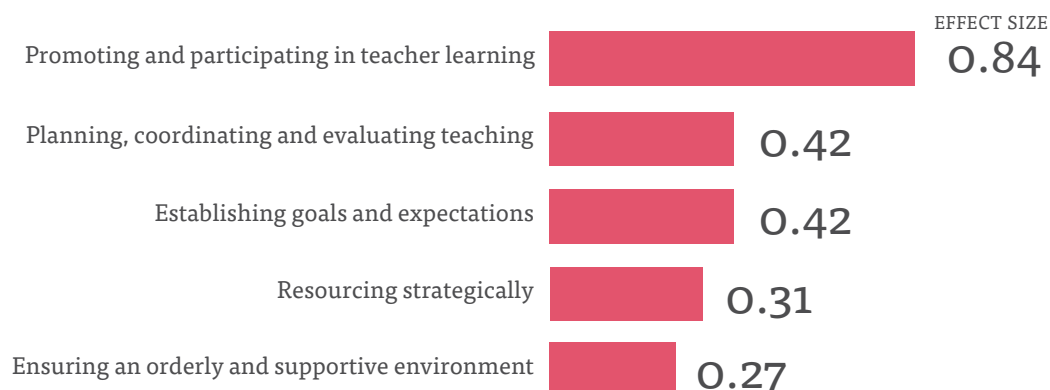 EFFECT SIZE
Promoting and participating in teacher learning 0.84
Planning, coordinating and evaluating teaching 0.42
Establishing goals and expectations 0.42
Resourcing strategically 0.31
Ensuring an orderly and supportive environment 0.27